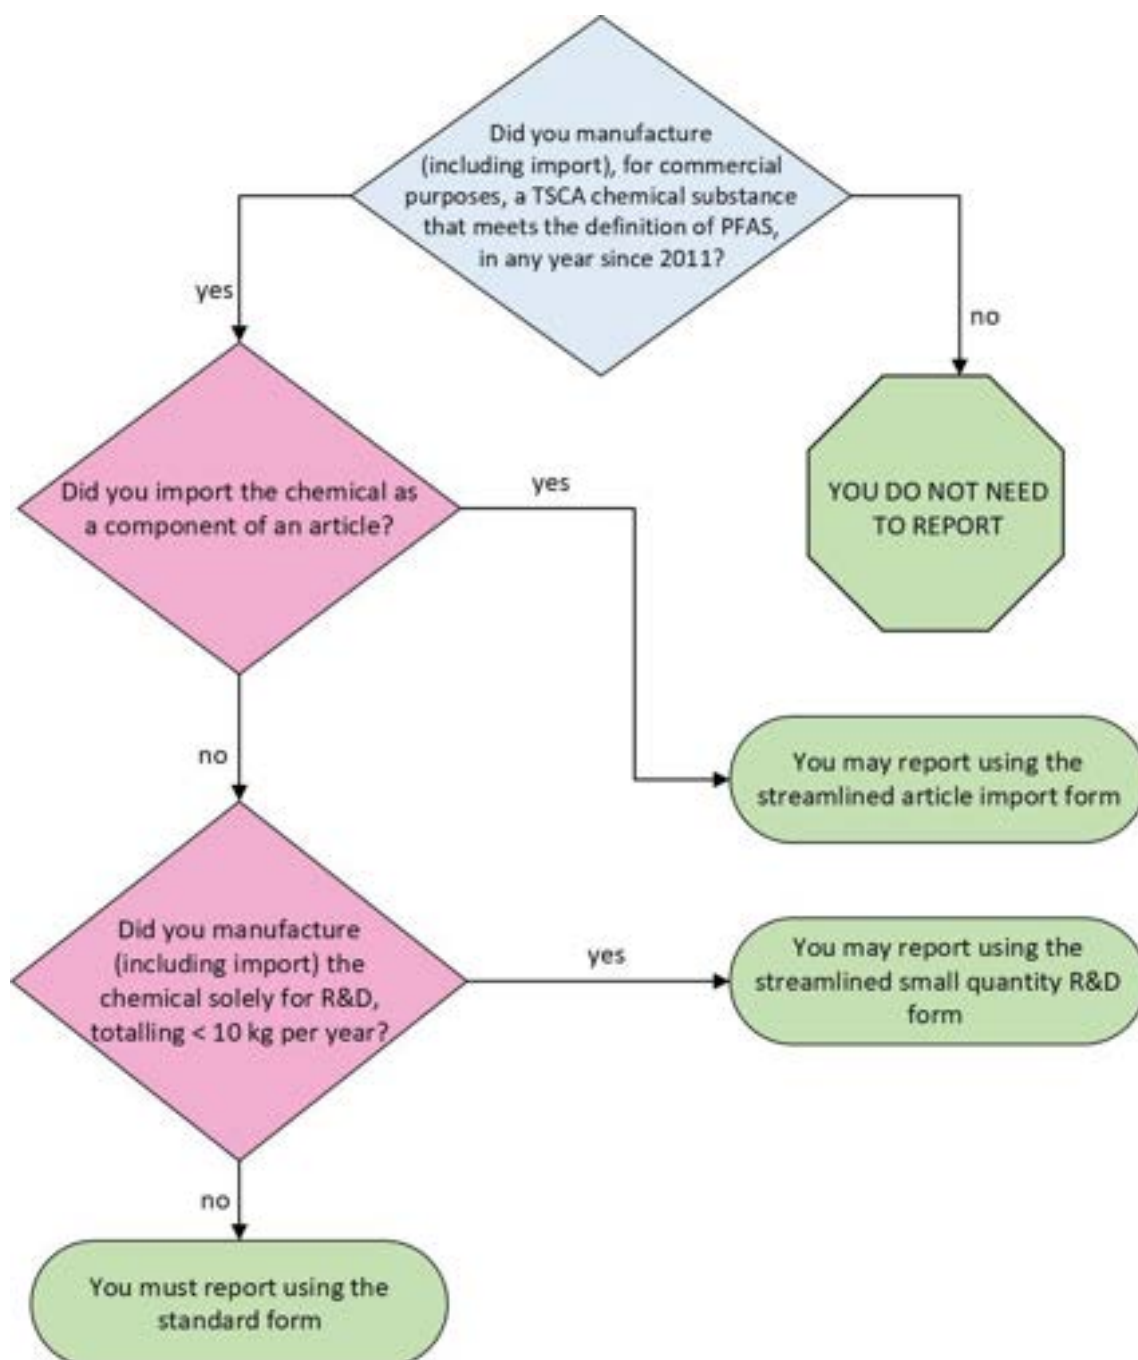 Did you manufacture
(including import), for commercial
purposes, a TSCA chemical substance
that meets the definition of PFAS,
in any year since 2011?
yes
no
Did you import the chemical as
a component of an article?
yes
YOU DO NOT NEED
TO REPORT
no
You may report using the
streamlined article import form
Did you manufacture
(including import) the
chemical solely for R&D,
totalling < 10 kg per year?
yes
You may report using the
streamlined small quantity R&D
form
no
You must report using the
standard form